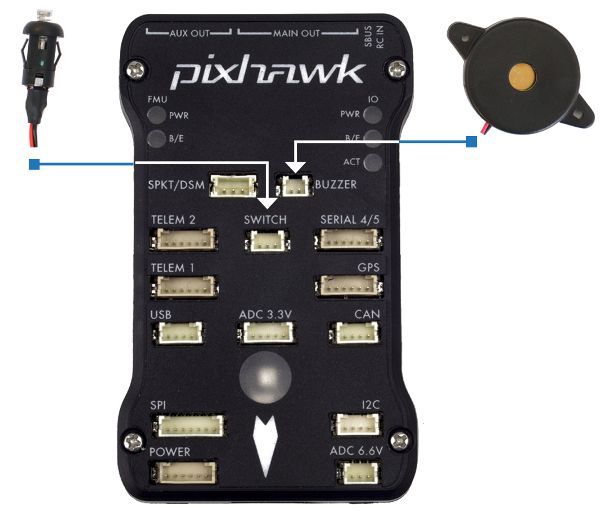 AUX OUT MAIN OUT SBUS
RC IN
pixhawk
FMU IO
PWR PWR
B/E B/E
ACT
SPKT/DSM BUZZER
TELEM 2 SWITCH SERIAL 4/5
TELEM 1 GPS
USB ADC 3.3V CAN
SPI I2C
POWER ADC 6.6V